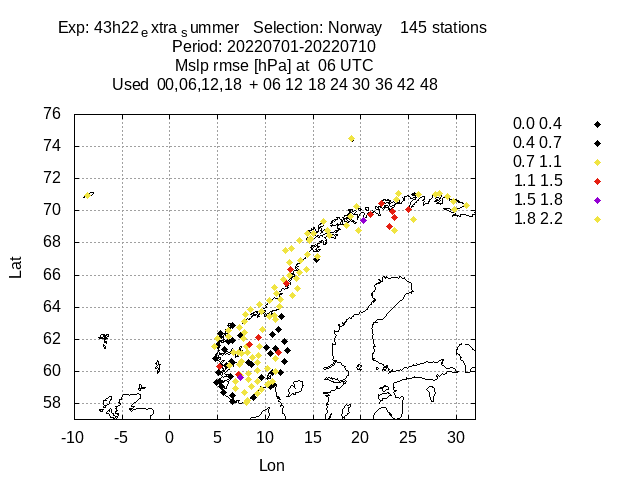 Exp: 43h22extrasummer Selection: Norway 145 stations
Period: 20220701-20220710
Mslp rmse [hPa] at 06 UTC
Used 00,06,12,18 + 06 12 18 24 30 36 42 48
76
74
72
70
68
66
64
62
60
58
Lat
-10 -5 0 5 10 15 20 25 30
Lon
0.0 0.4
0.4 0.7
0.7 1.1
1.1 1.5
1.5 1.8
1.8 2.2